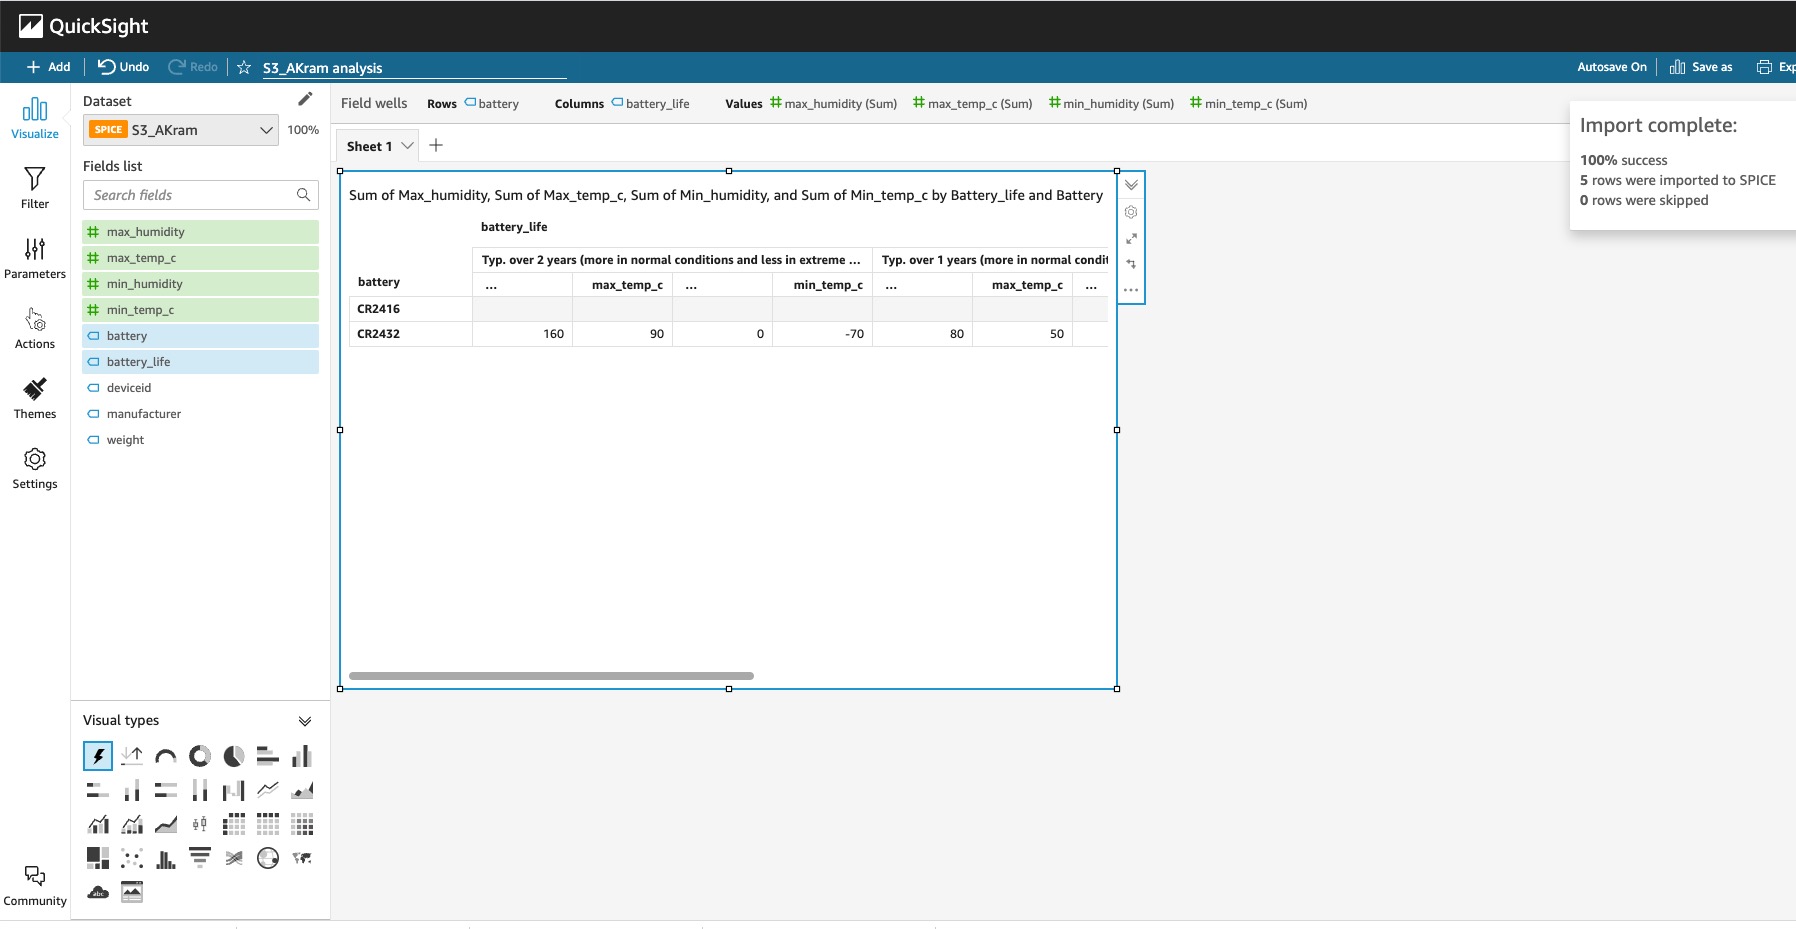 QuickSight
Add Undo Redo S3_AKram analysis Autosave On Save as Exp
Visualize
Filter
Parameters
Actions
Themes
Settings
Community
Dataset
SPICE S3_AKram 100%
Fields list
Search fields
max_humidity
max_temp_c
min_humidity
min_temp_c
battery
battery_life
deviceid
manufacturer
weight
Visual types
abc
Field wells Rows battery Columns battery_life Values max_humidity (Sum) max_temp_c (Sum) min_humidity (Sum) min_temp_c (Sum)
Sheet 1
Sum of Max_humidity, Sum of Max_temp_c, Sum of Min_humidity, and Sum of Min_temp_c by Battery_life and Battery
battery_life
Typ. over 2 years (more in normal conditions and less in extreme ... Typ. over 1 years (more in normal condit
battery ... max_temp_c ... min_temp_c ... max_temp_c ...
CR2416
CR2432 160 90 0 -70 80 50
Import complete:
100% success
5 rows were imported to SPICE
0 rows were skipped